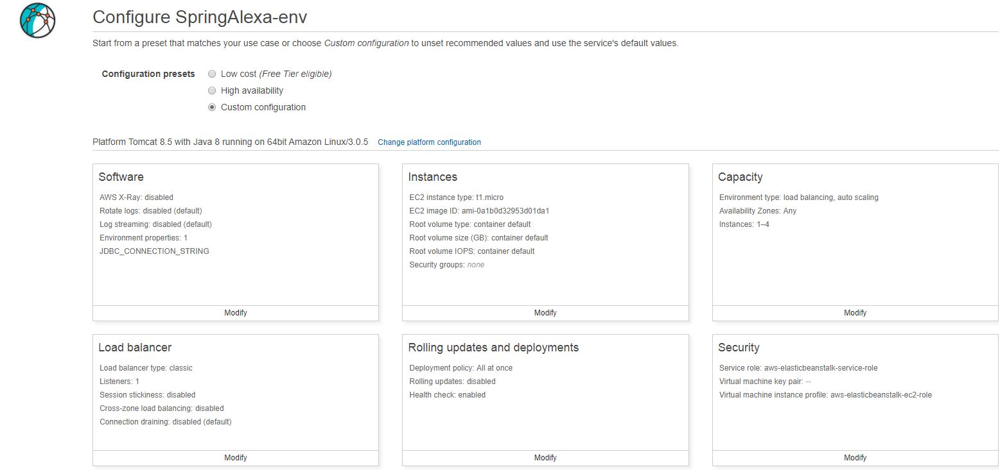 Configure SpringAlexa-env
Start from a preset that matches your use case or choose Custom configuration to unset recommended values and use the service's default values.
Configuration presets
Low cost (Free Tier eligible)
High availability
Custom configuration
Platform Tomcat 8.5 with Java 8 running on 64bit Amazon Linux/3.0.5 Change platform configuration
Software
AWS X-Ray: disabled
Rotate logs: disabled (default)
Log streaming: disabled (default)
Environment properties: 1
JDBC_CONNECTION_STRING
Modify
Instances
EC2 instance type: t1.micro
EC2 image ID: ami-0a1b0d32953d01da1
Root volume type: container default
Root volume size (GB): container default
Root volume IOPS: container default
Security groups: none
Modify
Capacity
Environment type: load balancing, auto scaling
Availability Zones: Any
Instances: 1–4
Modify
Load balancer
Load balancer type: classic
Listeners: 1
Session stickiness: disabled
Cross-zone load balancing: disabled
Connection draining: disabled (default)
Modify
Rolling updates and deployments
Deployment policy: All at once
Rolling updates: disabled
Health check: enabled
Modify
Security
Service role: aws-elasticbeanstalk-service-role
Virtual machine key pair: --
Virtual machine instance profile: aws-elasticbeanstalk-ec2-role
Modify